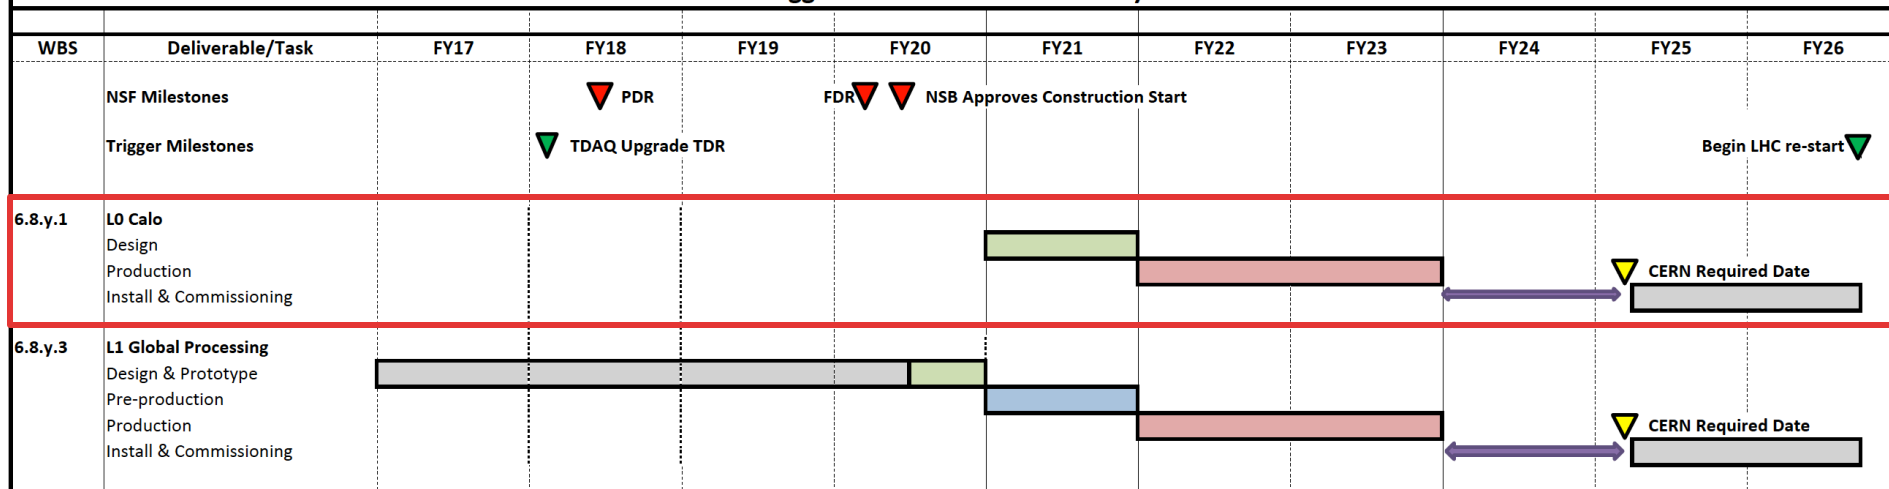 WBS Deliverable/Task FY17 FY18 FY19 FY20 FY21 FY22 FY23 FY24 FY25 FY26
NSF Milestones PDR FDR NSB Approves Construction Start
Trigger Milestones TDAQ Upgrade TDR Begin LHC re-start
6.8.y.1 L0 Calo
Design
Production CERN Required Date
Install & Commissioning
6.8.y.3 L1 Global Processing
Design & Prototype
Pre-production
Production CERN Required Date
Install & Commissioning